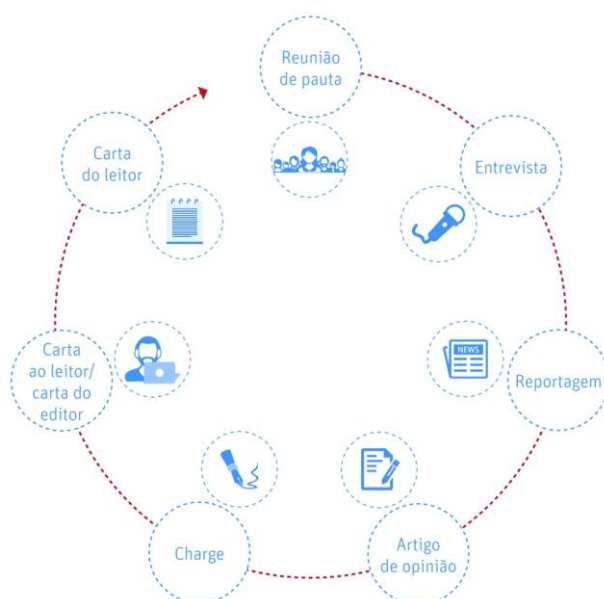 Reunião
de pauta
Entrevista
NEWS
Reportagem
Artigo
de opinião
Charge
Carta
ao leitor/
carta do
editor
Carta
do leitor